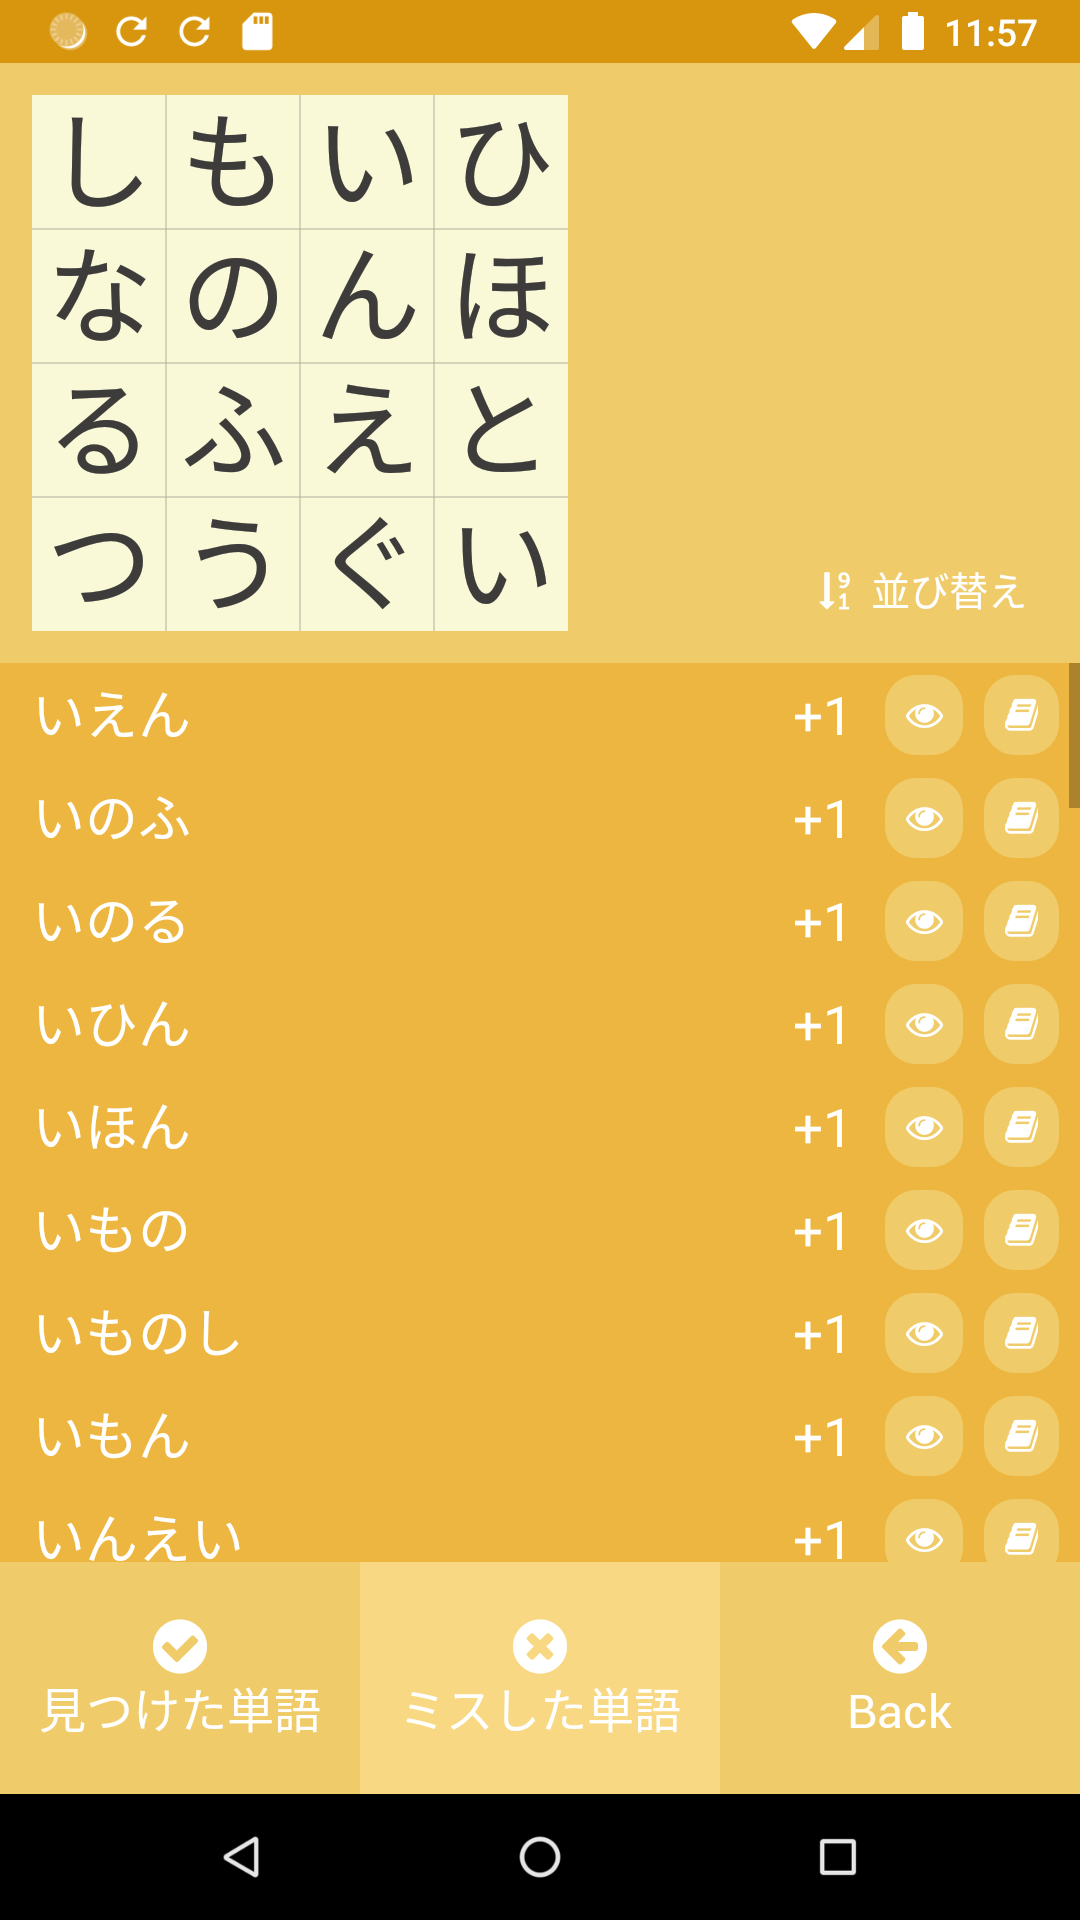 11:57
し も い ひ
な の ん ほ
る ふ え と
つ う ぐ い
並び替え
いえん +1
いのふ +1
いのる +1
いひん +1
いほん +1
いもの +1
いものし +1
いもん +1
いんえい +1
見つけた単語 ミスした単語 Back